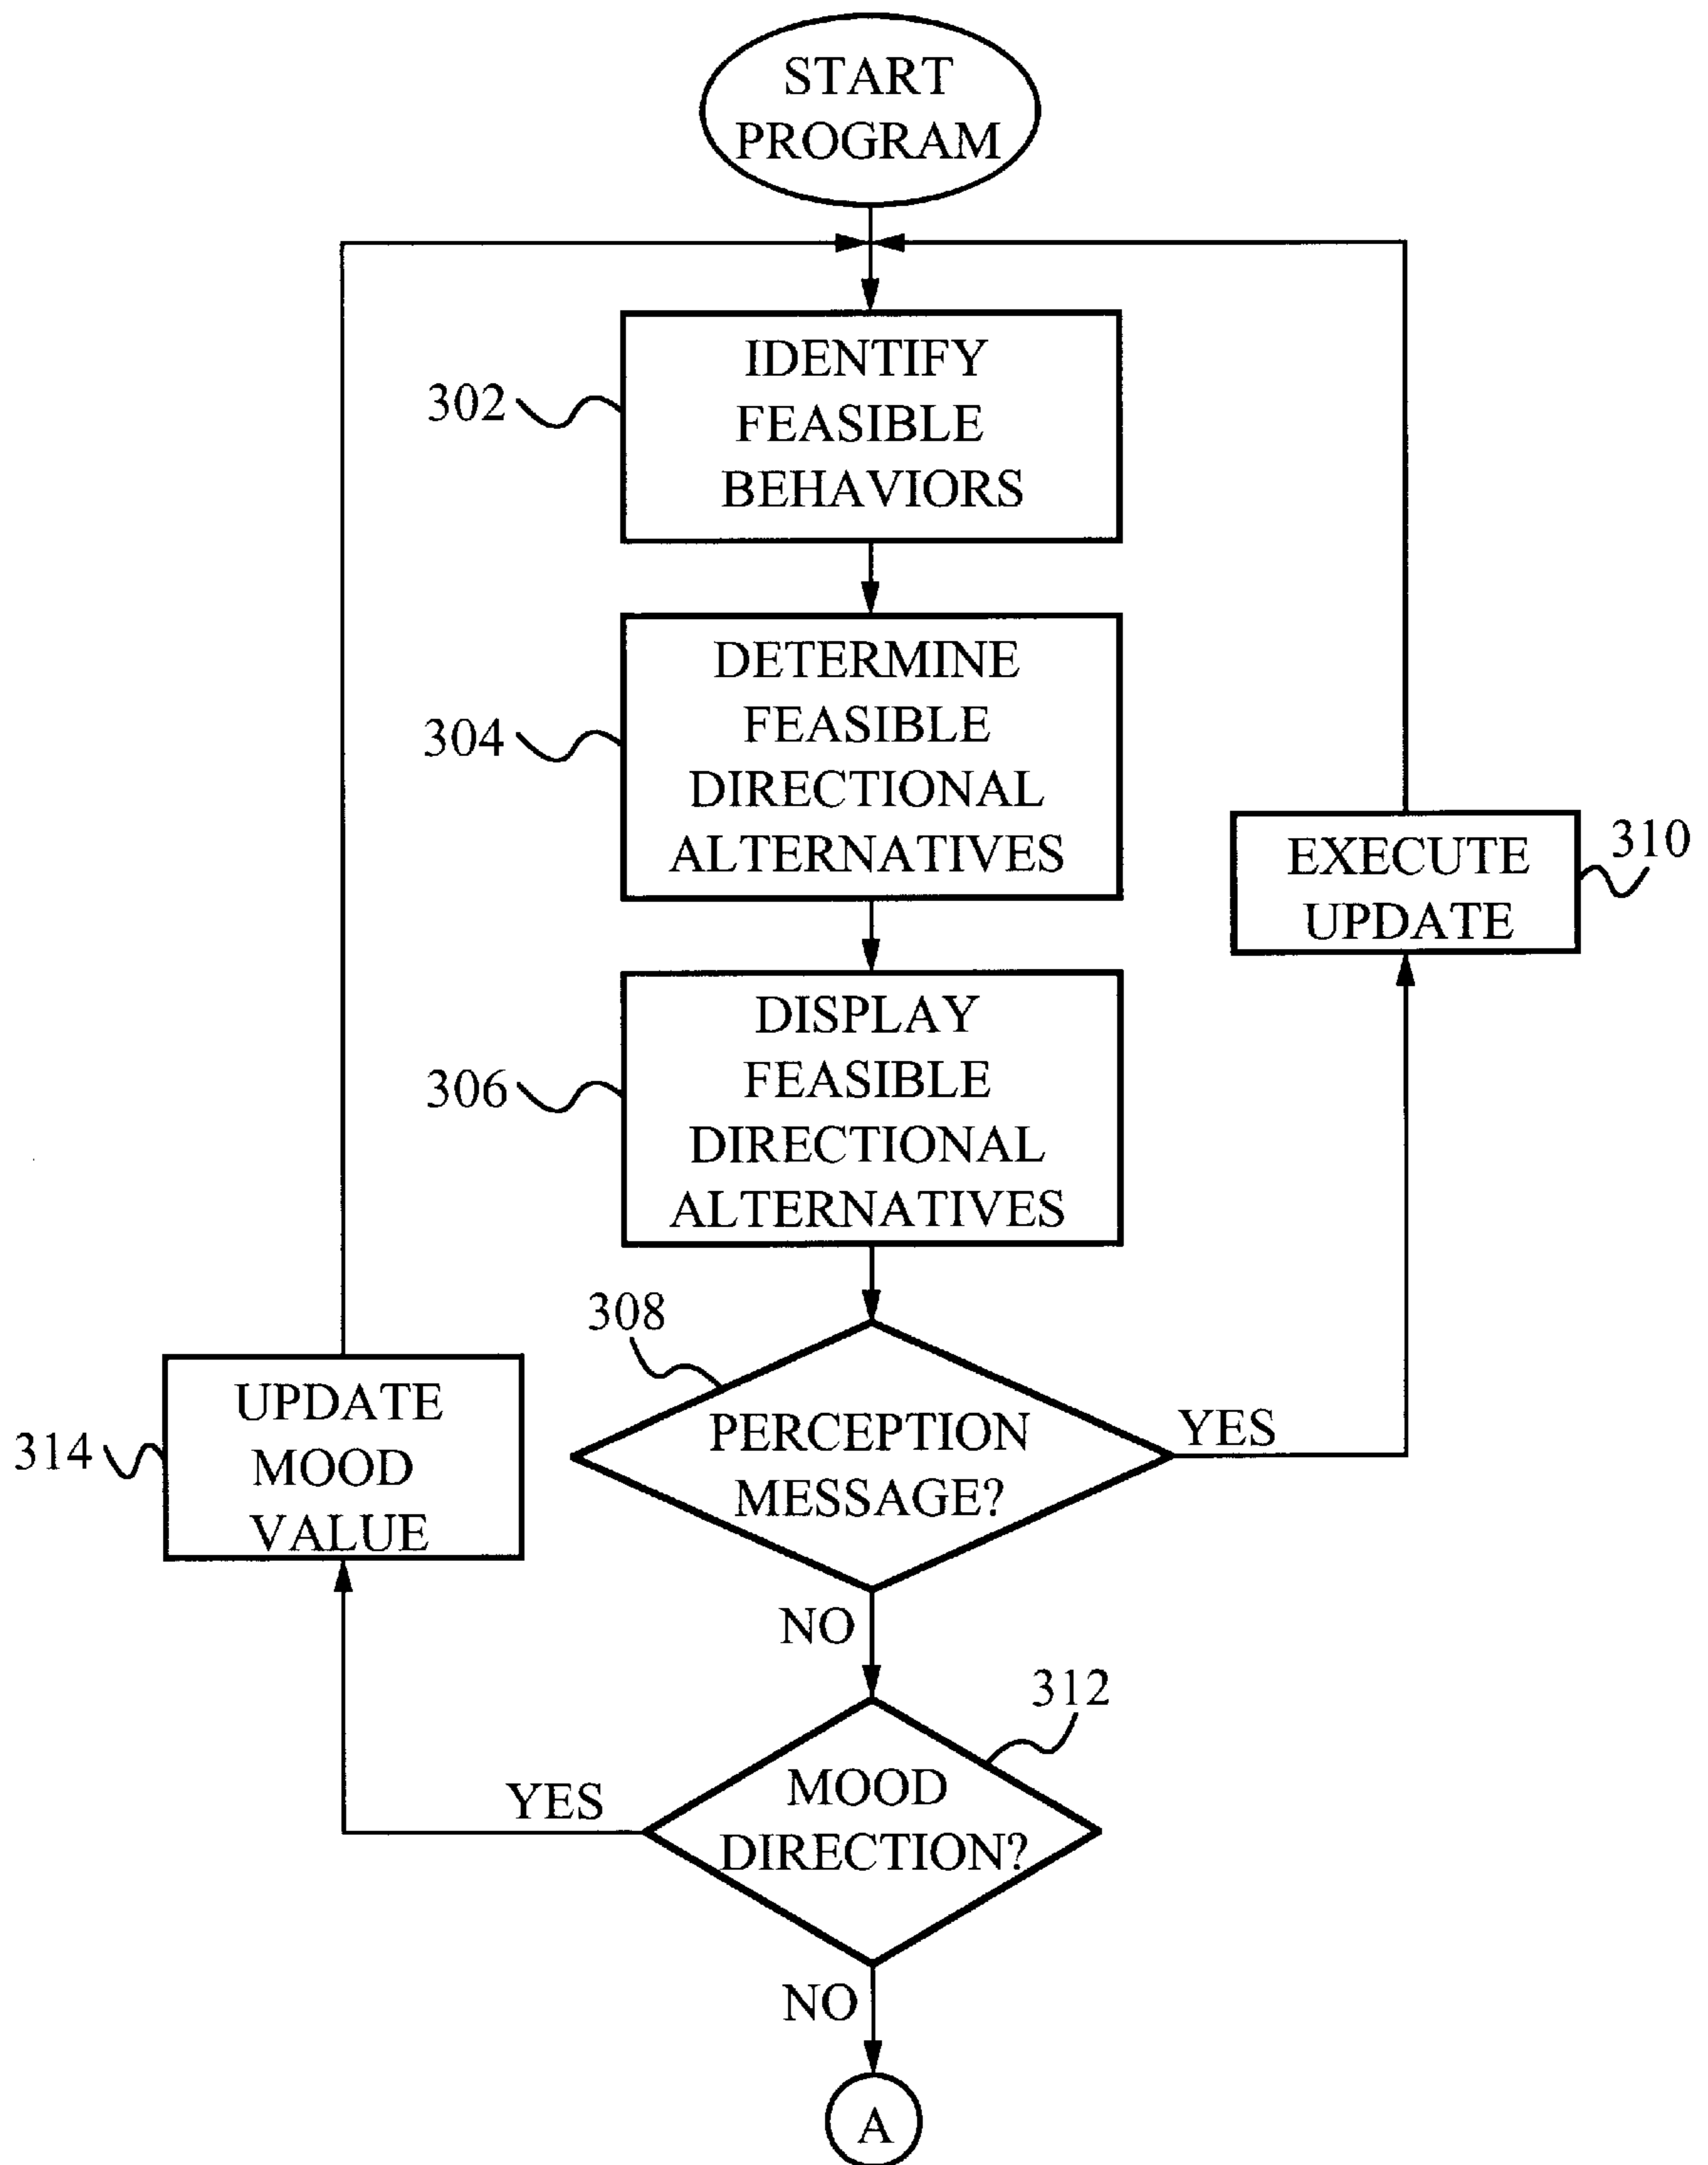 START
PROGRAM
302
IDENTIFY
FEASIBLE
BEHAVIORS
304
DETERMINE
FEASIBLE
DIRECTIONAL
ALTERNATIVES
310
EXECUTE
UPDATE
306
DISPLAY
FEASIBLE
DIRECTIONAL
ALTERNATIVES
308
PERCEPTION
MESSAGE?
YES
314
UPDATE
MOOD
VALUE
NO
312
MOOD
DIRECTION?
YES
NO
A